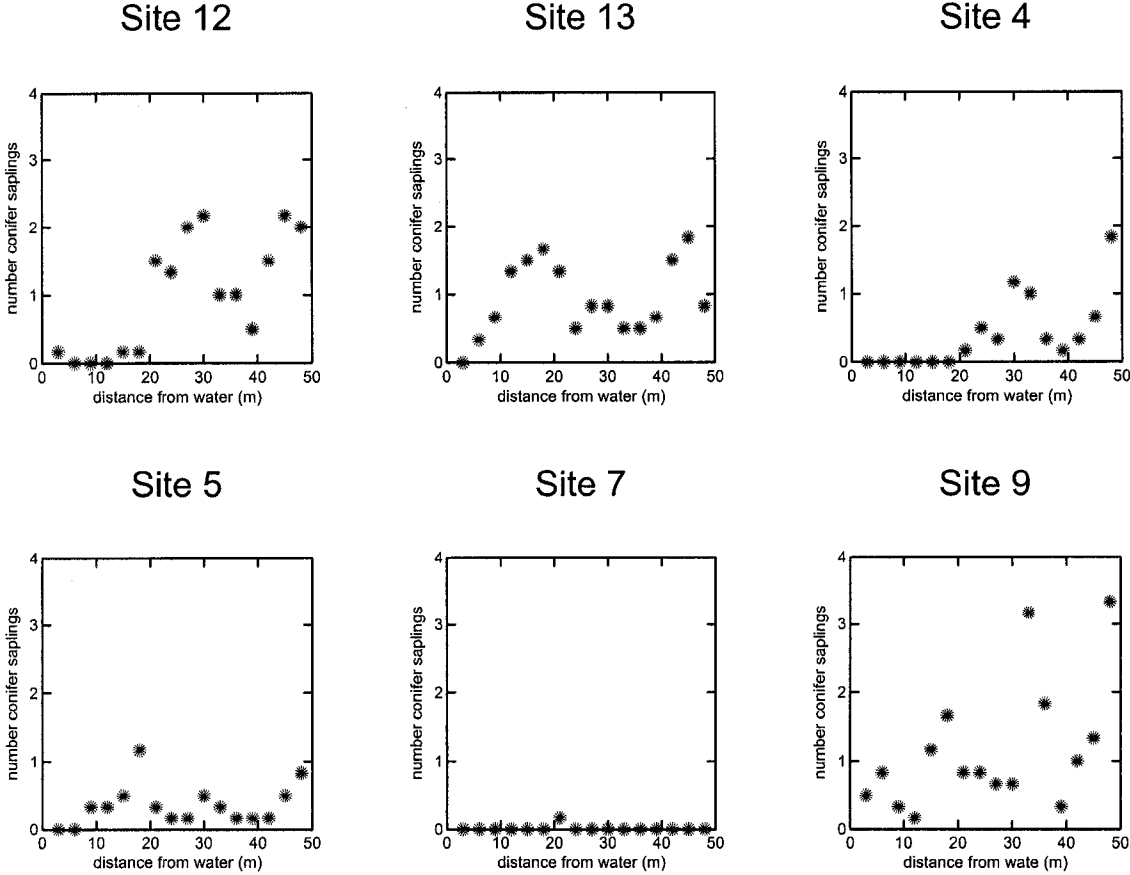 Site 12
Site 13
Site 4
number conifer saplings
4
3
2
1
0
0 10 20 30 40 50
distance from water (m)
number conifer saplings
4
3
2
1
0
0 10 20 30 40 50
distance from water (m)
number conifer saplings
4
3
2
1
0
0 10 20 30 40 50
distance from water (m)
Site 5
Site 7
Site 9
number conifer saplings
4
3
2
1
0
0 10 20 30 40 50
distance from water (m)
number conifer saplings
4
3
2
1
0
0 10 20 30 40 50
distance from water (m)
number conifer saplings
4
3
2
1
0
0 10 20 30 40 50
distance from wate (m)